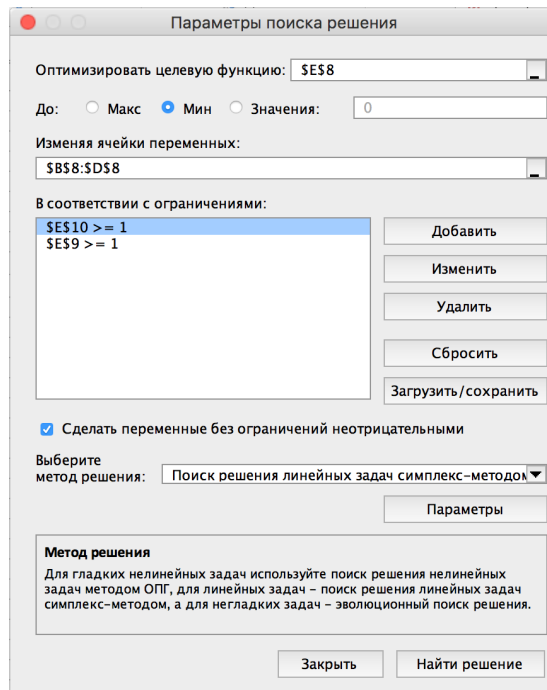 Параметры поиска решения
Оптимизировать целевую функцию: $E$8
До: Макс Мин Значения: 0
Изменяя ячейки переменных:
$B$8:$D$8
В соответствии с ограничениями:
$E$10 >= 1
$E$9 >= 1
Добавить
Изменить
Удалить
Сбросить
Загрузить/сохранить
Сделать переменные без ограничений неотрицательными
Выберите
метод решения: Поиск решения линейных задач симплекс-методом
Параметры
Метод решения
Для гладких нелинейных задач используйте поиск решения нелинейных
задач методом ОПГ, для линейных задач - поиск решения линейных задач
симплекс-методом, а для негладких задач - эволюционный поиск решения.
Закрыть Найти решение